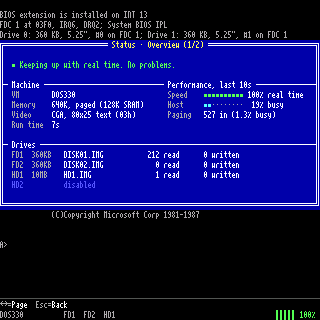 BIOS extension is installed on INT 13
FDC 1 at 03F0, IRQ6, DRQ2; System BIOS IPL
Drive 0: 360 KB, 5.25", #0 on FDC 1; Drive 1: 360 KB, 5.25", #1 on FDC 1
Status · Overview (1/2)
▪ Keeping up with real time. No problems.
Machine
VM DOS330
Memory 640K, paged (128K SRAM)
Video CGA, 80x25 text (03h)
Run time 7s
Performance, last 10s
Speed 100% real time
Host 19% busy
Paging 527 in (1.3% busy)
Drives
FD1 360KB DISK01.IMG 212 read 0 written
FD2 360KB DISK02.IMG 0 read 0 written
HD1 10MB HD1.IMG 1 read 0 written
HD2 disabled
(C)Copyright Microsoft Corp 1981-1987
A>
↔=Page Esc=Back
DOS330 FD1 FD2 HD1 100%